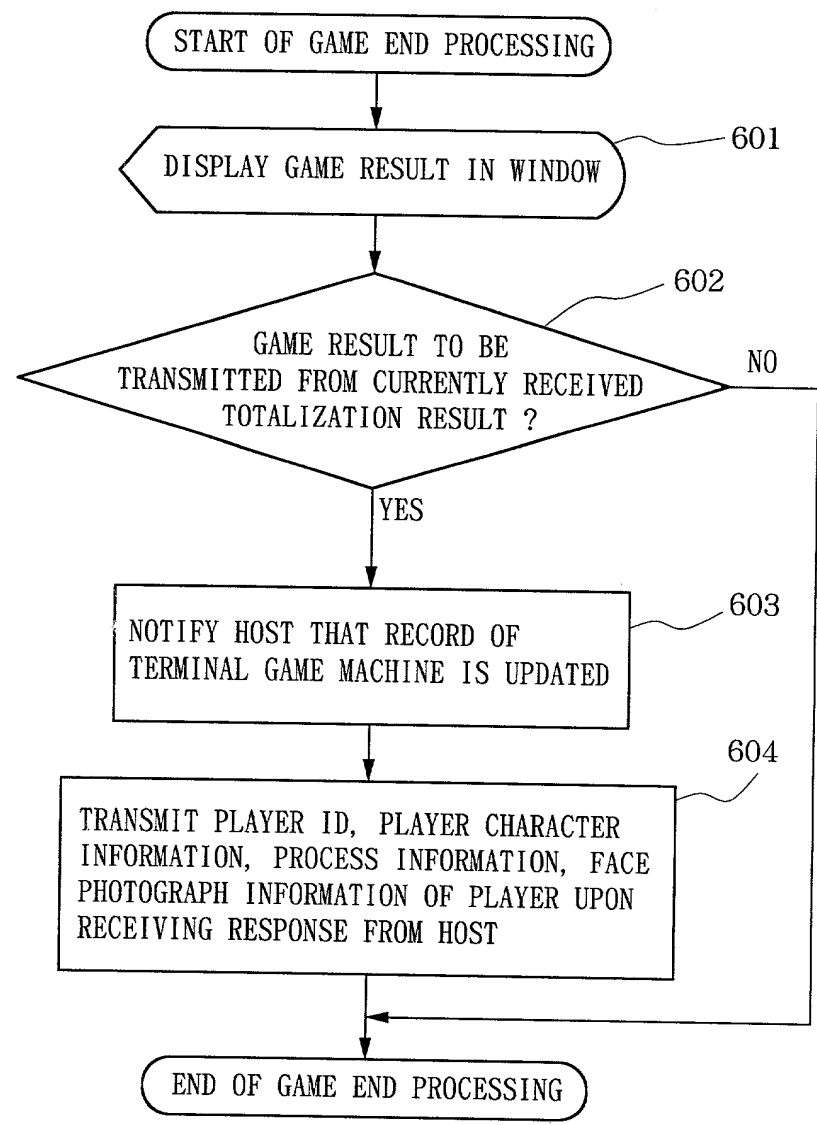 START OF GAME END PROCESSING
601
DISPLAY GAME RESULT IN WINDOW
602
GAME RESULT TO BE
TRANSMITTED FROM CURRENTLY RECEIVED
TOTALIZATION RESULT ?
NO
YES
603
NOTIFY HOST THAT RECORD OF
TERMINAL GAME MACHINE IS UPDATED
604
TRANSMIT PLAYER ID, PLAYER CHARACTER
INFORMATION, PROCESS INFORMATION, FACE
PHOTOGRAPH INFORMATION OF PLAYER UPON
RECEIVING RESPONSE FROM HOST
END OF GAME END PROCESSING